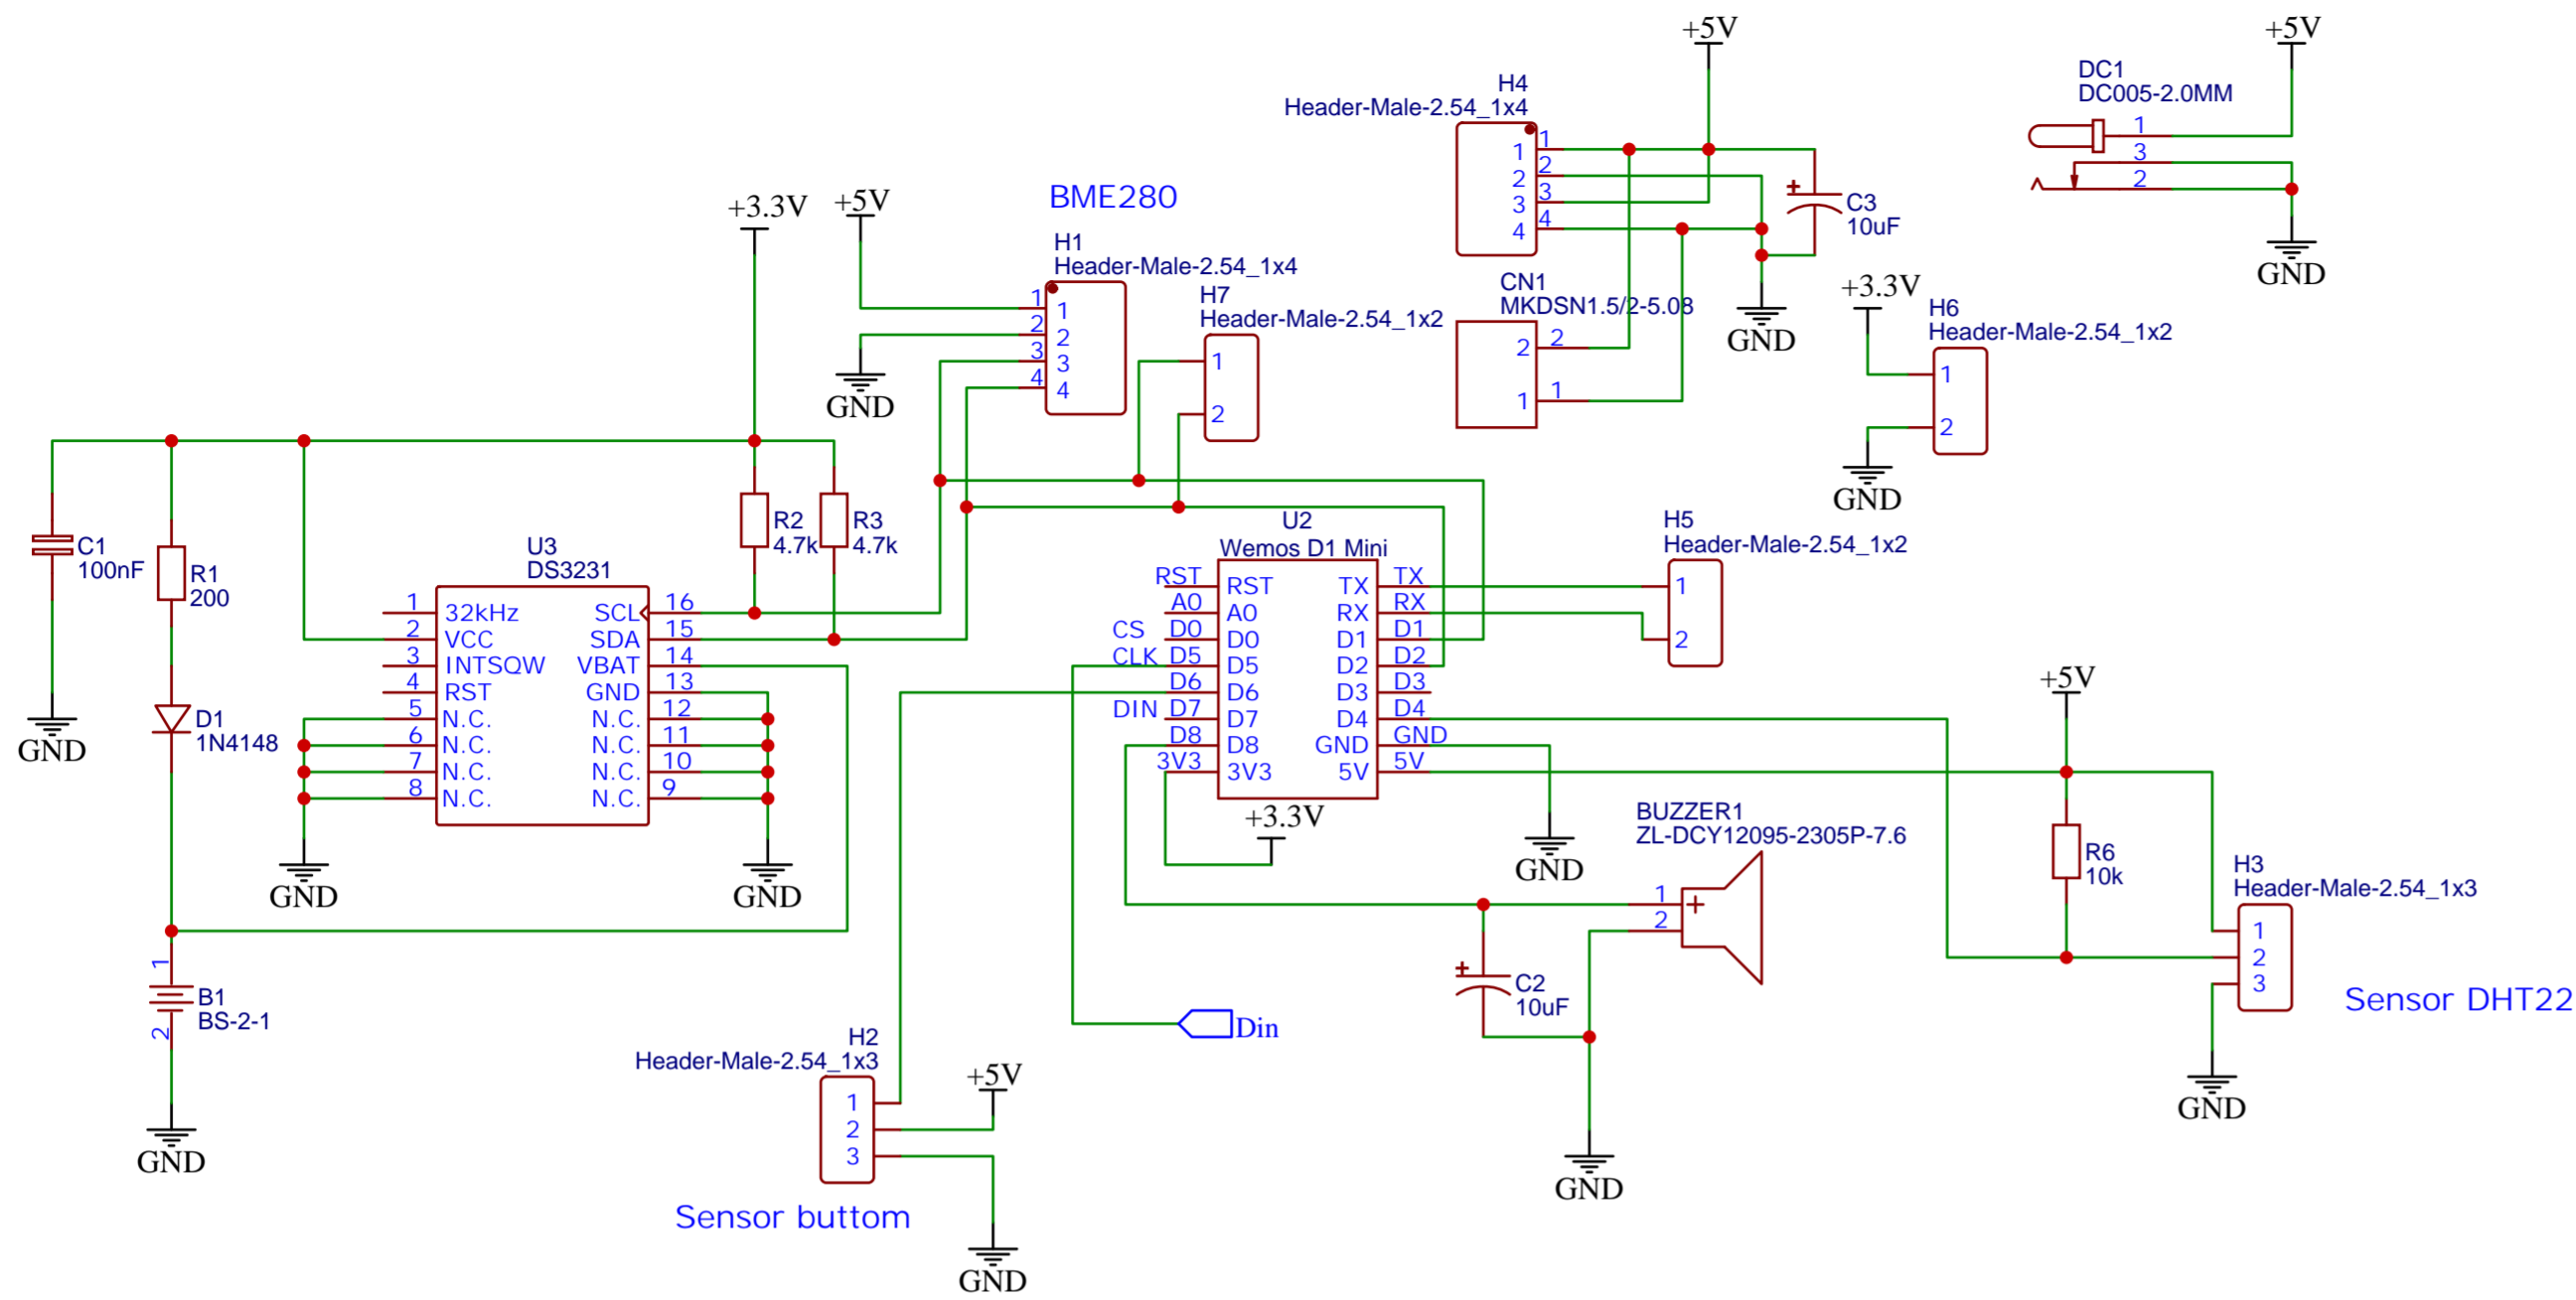 +5V
+5V
DC1
DC005-2.0MM
1
3
2
GND
H4
Header-Male-2.54_1x4
1
1
2
2
3
3
4
4
C3
10uF
GND
CN1
MKDSN1.5/2-5.08
2
2
1
1
+3.3V
H6
Header-Male-2.54_1x2
1
2
GND
+3.3V
+5V
BME280
H1
Header-Male-2.54_1x4
1
1
2
2
3
3
4
4
GND
H7
Header-Male-2.54_1x2
1
2
C1
100nF
GND
R1
200
D1
1N4148
R2
4.7k
R3
4.7k
U3
DS3231
1
32kHz
SCL
16
2
VCC
SDA
15
3
INTSQW
VBAT
14
4
RST
GND
13
5
N.C.
N.C.
12
6
N.C.
N.C.
11
7
N.C.
N.C.
10
8
N.C.
N.C.
9
GND
GND
1
B1
BS-2-1
2
GND
U2
Wemos D1 Mini
RST
RST
TX
TX
A0
A0
RX
RX
CS
D0
D0
D1
D1
CLK
D5
D5
D2
D2
D6
D6
D3
D3
DIN
D7
D7
D4
D4
D8
D8
GND
GND
3V3
3V3
5V
5V
+3.3V
GND
H5
Header-Male-2.54_1x2
1
2
BUZZER1
ZL-DCY12095-2305P-7.6
1
2
C2
10uF
GND
Din
+5V
R6
10k
H3
Header-Male-2.54_1x3
1
2
3
Sensor DHT22
GND
H2
Header-Male-2.54_1x3
1
2
3
+5V
GND
Sensor buttom